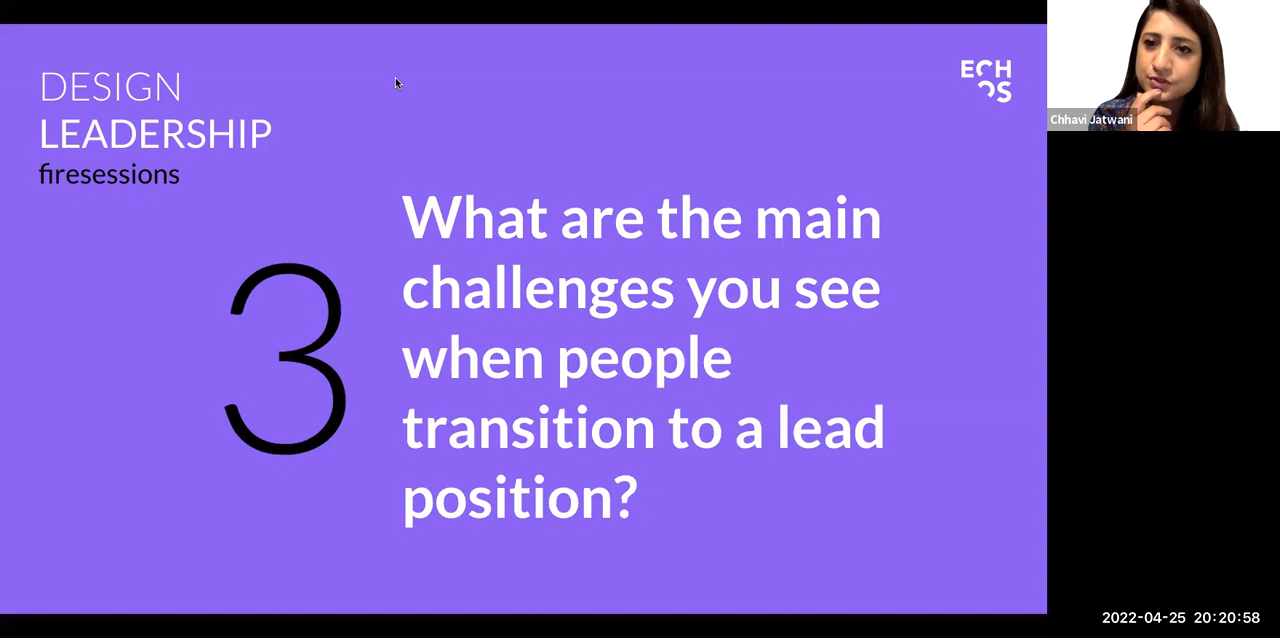 DESIGN
LEADERSHIP
firesessions
ECH
OS
Chhavi Jatwani
3
What are the main
challenges you see
when people
transition to a lead
position?
2022-04-25 20:20:58